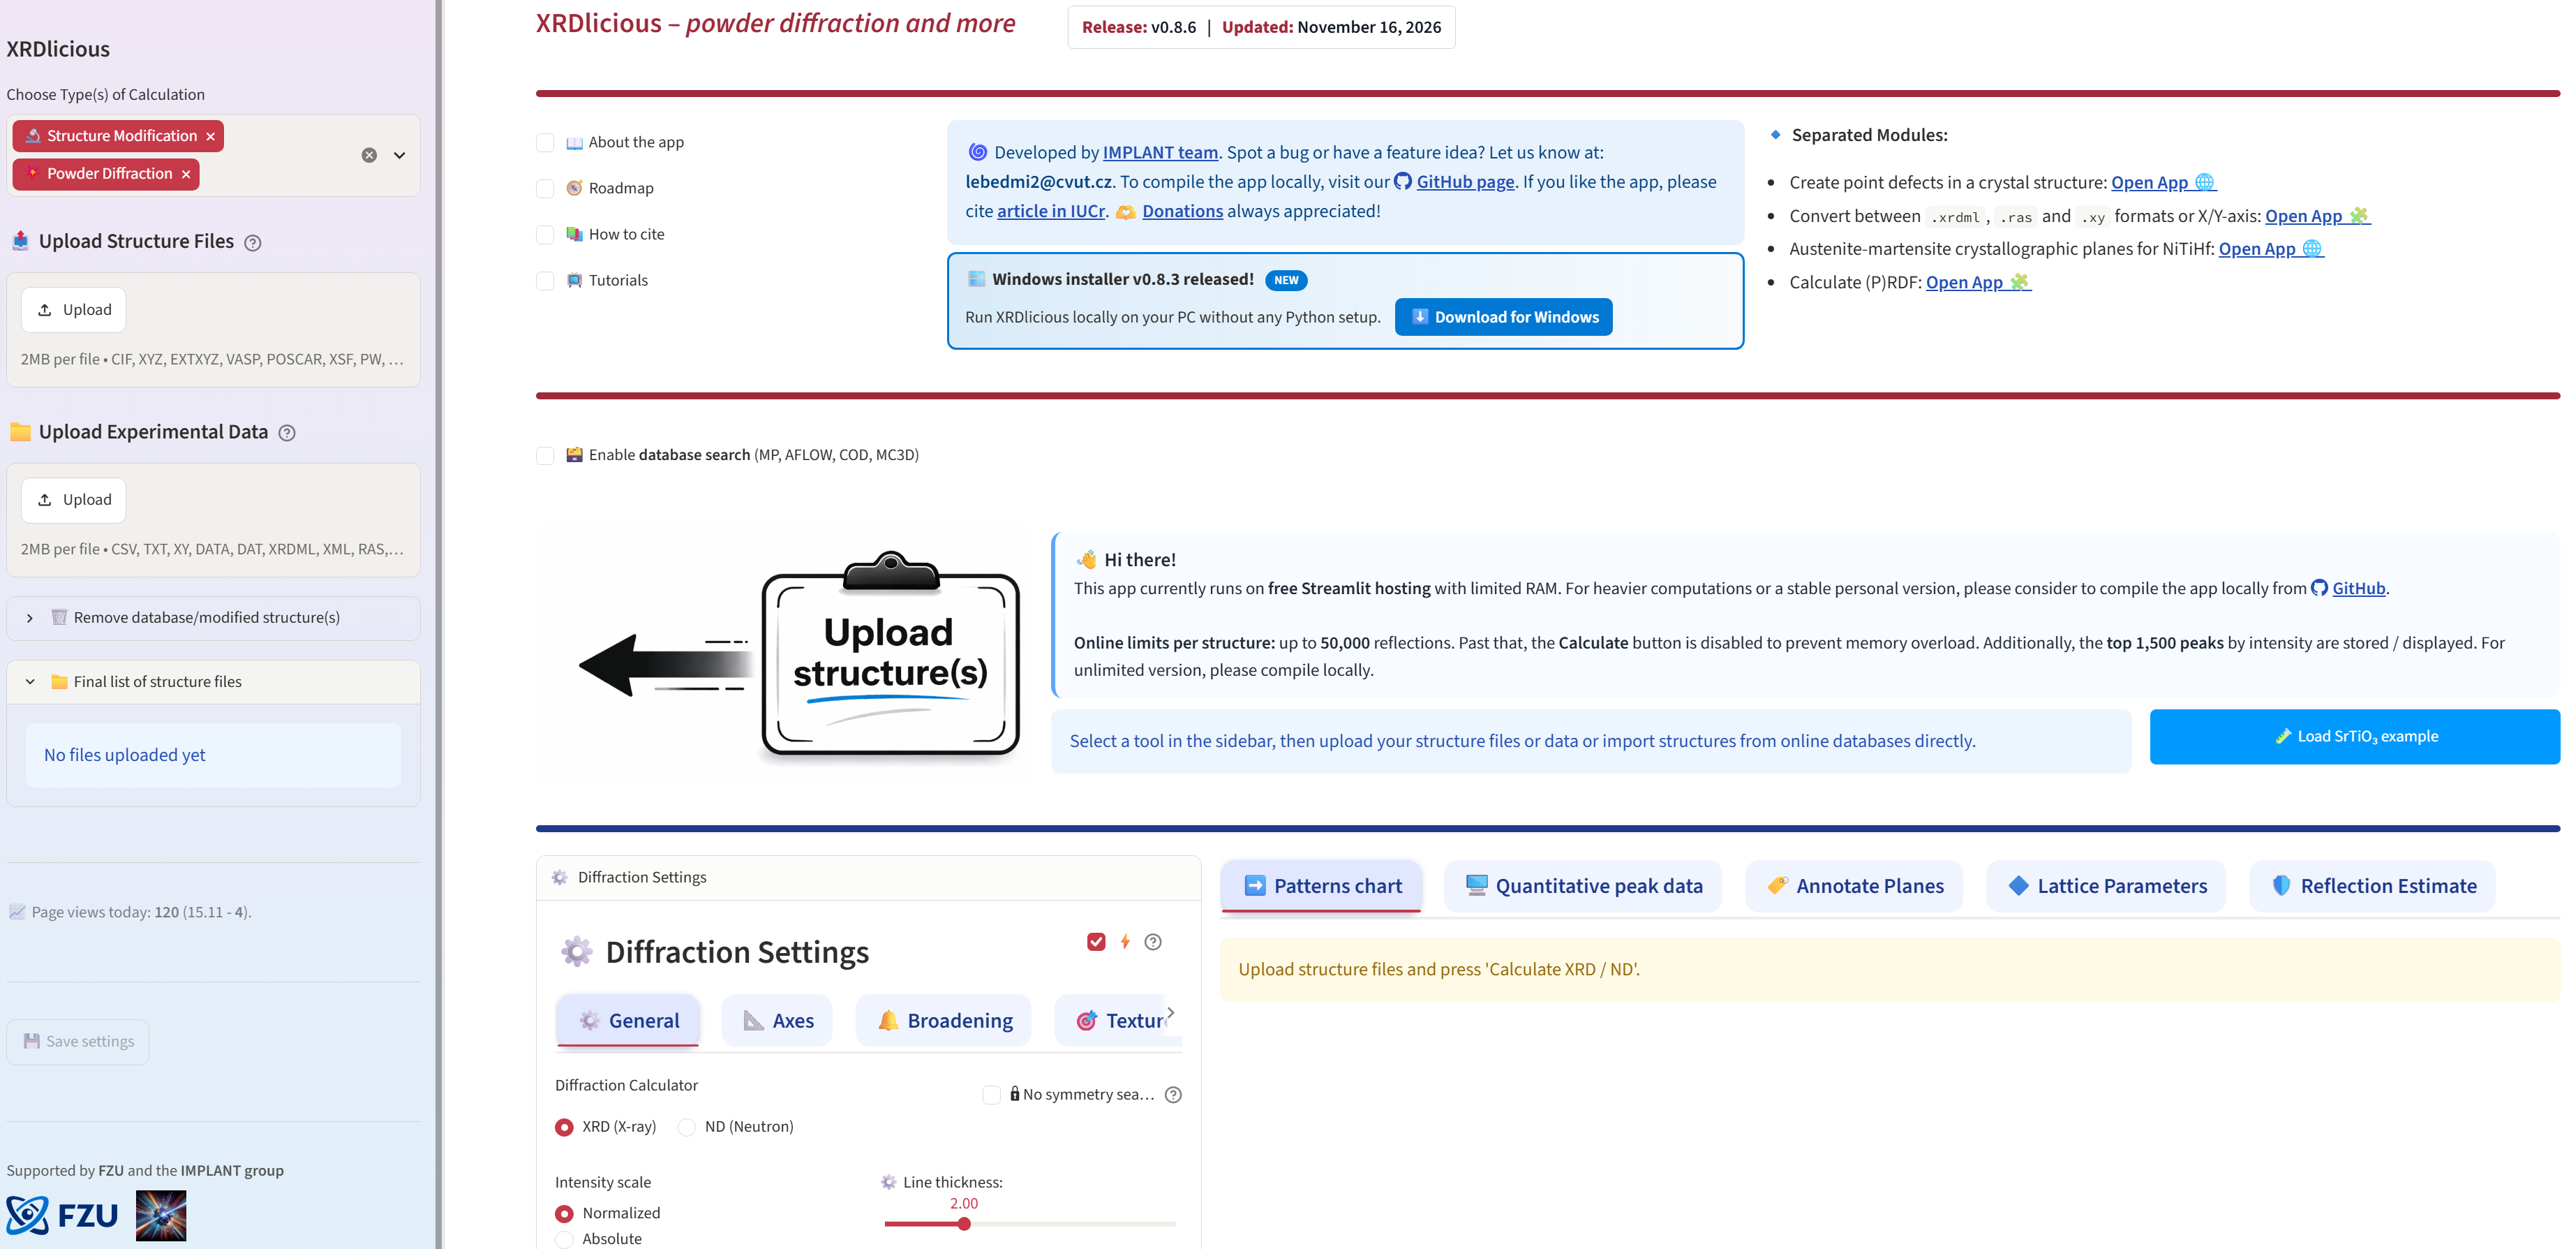 XRDlicious
Choose Type(s) of Calculation
Structure Modification
Powder Diffraction
Upload Structure Files
Upload
2MB per file • CIF, XYZ, EXTXYZ, VASP, POSCAR, XSF, PW, …
Upload Experimental Data
Upload
2MB per file • CSV, TXT, XY, DATA, DAT, XRDML, XML, RAS,…
Remove database/modified structure(s)
Final list of structure files
No files uploaded yet
Page views today: 120 (15.11 - 4).
Save settings
Supported by FZU and the IMPLANT group
FZU
XRDlicious – powder diffraction and more
Release: v0.8.6 | Updated: November 16, 2026
About the app
Roadmap
How to cite
Tutorials
Developed by IMPLANT team. Spot a bug or have a feature idea? Let us know at:
lebedmi2@cvut.cz. To compile the app locally, visit our GitHub page. If you like the app, please
cite article in IUCr. Donations always appreciated!
Windows installer v0.8.3 released! NEW
Run XRDlicious locally on your PC without any Python setup. Download for Windows
Separated Modules:
• Create point defects in a crystal structure: Open App
• Convert between .xrdml, .ras and .xy formats or X/Y-axis: Open App
• Austenite-martensite crystallographic planes for NiTiHf: Open App
• Calculate (P)RDF: Open App
Enable database search (MP, AFLOW, COD, MC3D)
Upload
structure(s)
Hi there!
This app currently runs on free Streamlit hosting with limited RAM. For heavier computations or a stable personal version, please consider to compile the app locally from GitHub.
Online limits per structure: up to 50,000 reflections. Past that, the Calculate button is disabled to prevent memory overload. Additionally, the top 1,500 peaks by intensity are stored / displayed. For
unlimited version, please compile locally.
Select a tool in the sidebar, then upload your structure files or data or import structures from online databases directly.
Load SrTiO₃ example
Diffraction Settings
Diffraction Settings
General
Axes
Broadening
Textur
Diffraction Calculator
No symmetry sea…
XRD (X-ray)
ND (Neutron)
Intensity scale
Line thickness:
2.00
Normalized
Absolute
Patterns chart
Quantitative peak data
Annotate Planes
Lattice Parameters
Reflection Estimate
Upload structure files and press 'Calculate XRD / ND'.